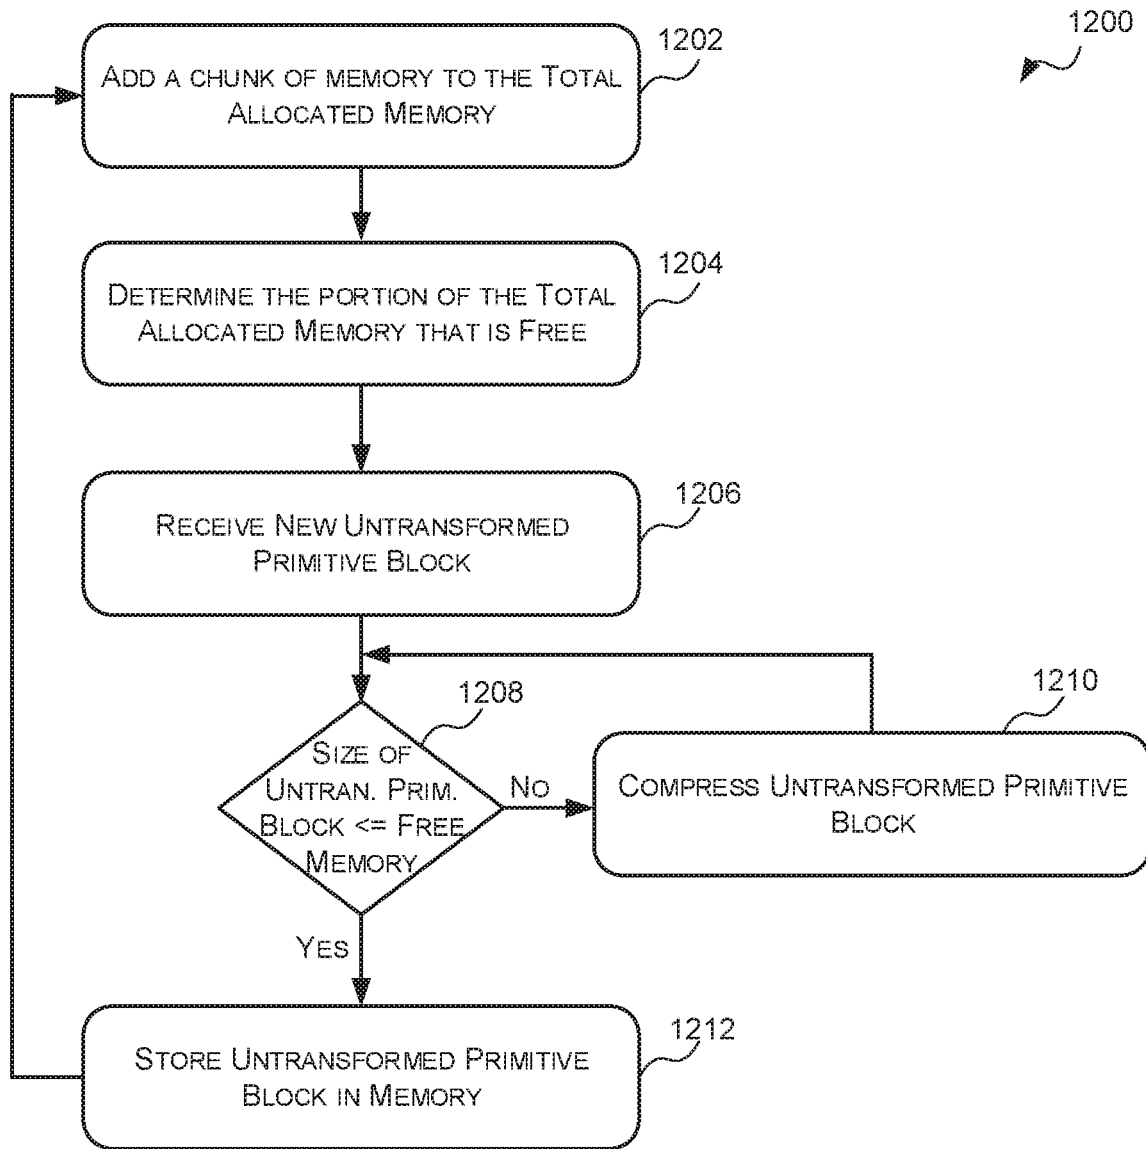 1200
1202
ADD A CHUNK OF MEMORY TO THE TOTAL
ALLOCATED MEMORY
1204
DETERMINE THE PORTION OF THE TOTAL
ALLOCATED MEMORY THAT IS FREE
1206
RECEIVE NEW UNTRANSFORMED
PRIMITIVE BLOCK
1208
SIZE OF
UNTRAN. PRIM.
BLOCK <= FREE
MEMORY
NO
1210
COMPRESS UNTRANSFORMED PRIMITIVE
BLOCK
YES
1212
STORE UNTRANSFORMED PRIMITIVE
BLOCK IN MEMORY